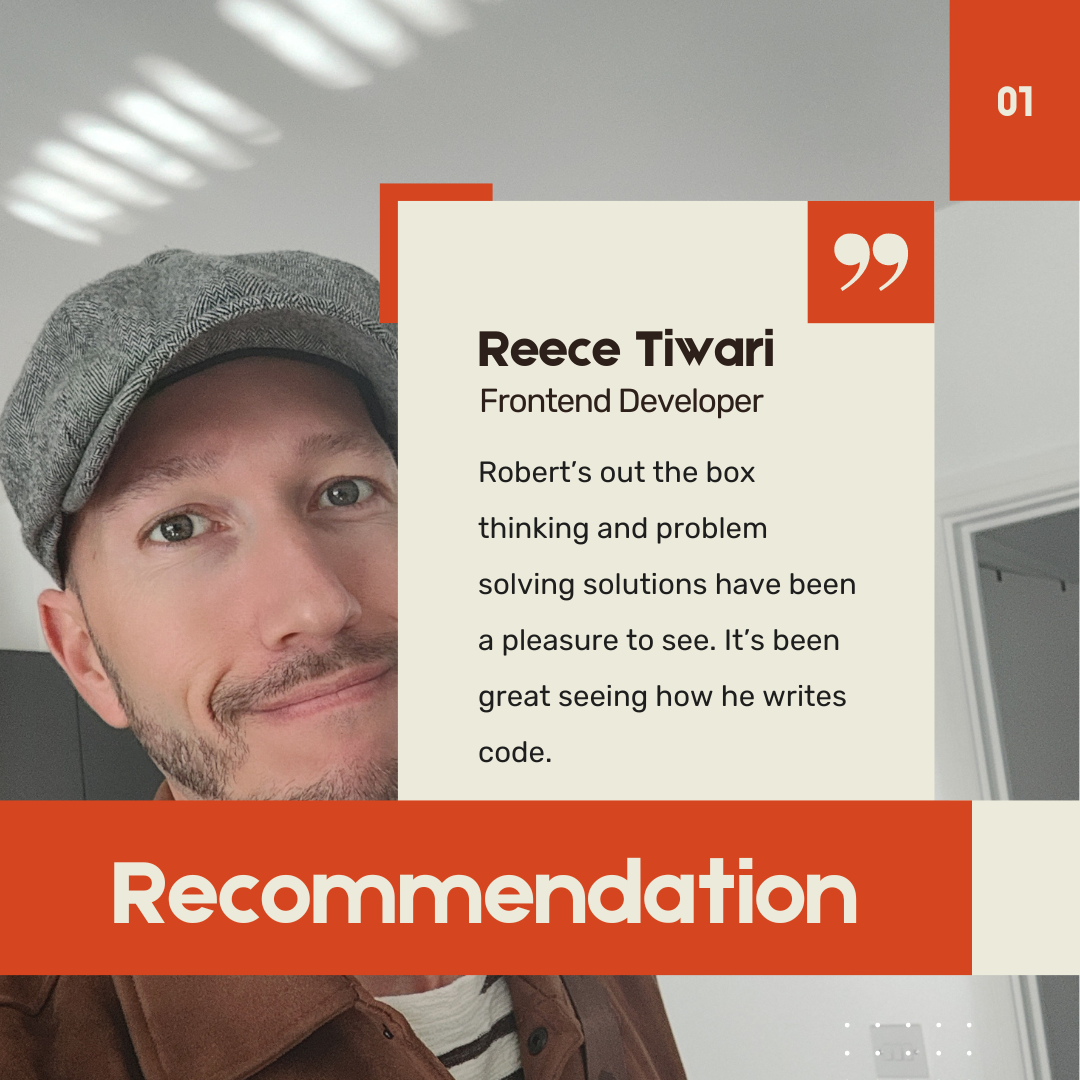 01
”
Reece Tiwari
Frontend Developer
Robert’s out the box
thinking and problem
solving solutions have been
a pleasure to see. It’s been
great seeing how he writes
code.
Recommendation